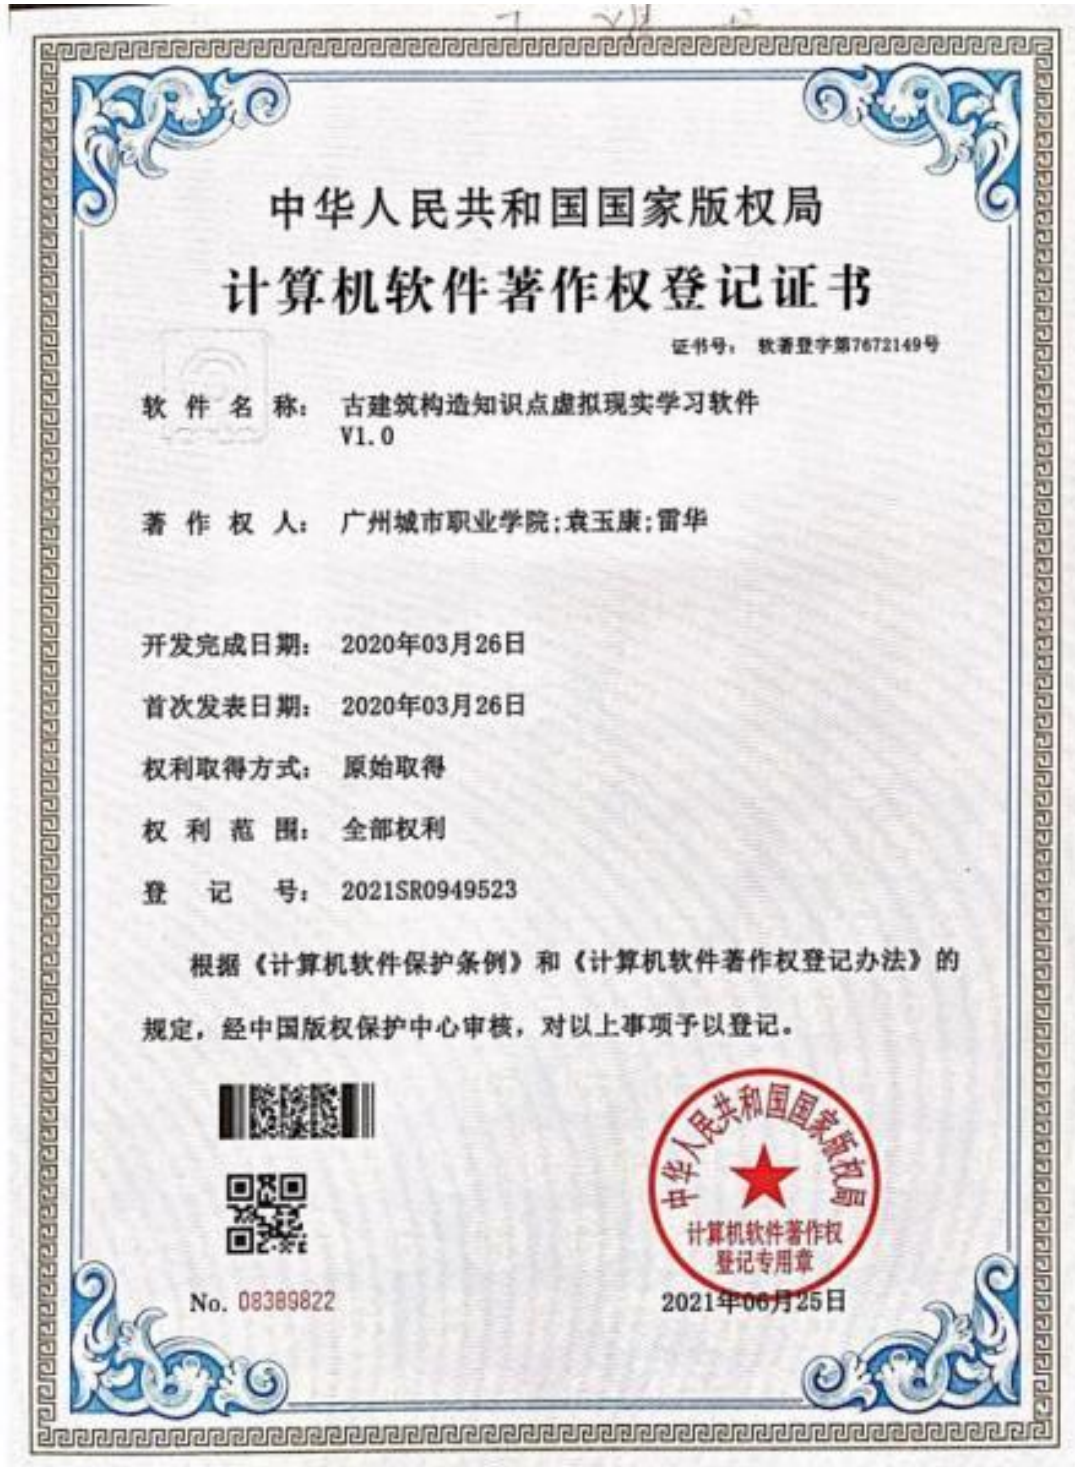 中华人民共和国国家版权局
计算机软件著作权登记证书
证书号： 软著登字第7672149号
软件名称： 古建筑构造知识点虚拟现实学习软件
V1.0
著作权人： 广州城市职业学院;袁玉康;雷华
开发完成日期： 2020年03月26日
首次发表日期： 2020年03月26日
权利取得方式： 原始取得
权利范围： 全部权利
登记号： 2021SR0949523
根据《计算机软件保护条例》和《计算机软件著作权登记办法》的
规定，经中国版权保护中心审核，对以上事项予以登记。
中华人民共和国国家版权局
计算机软件著作权
登记专用章
No. 08389822
2021年06月25日